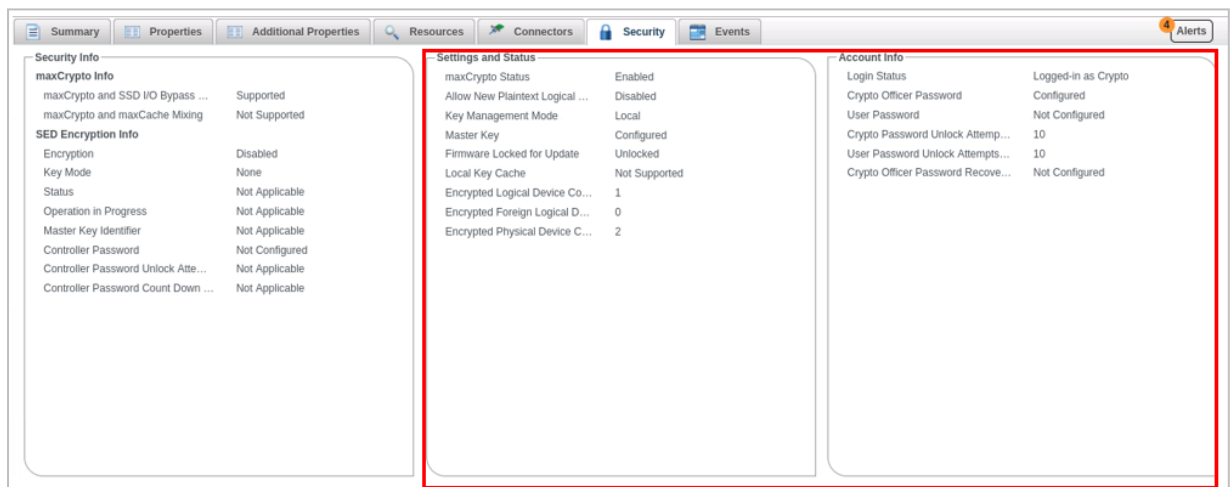 Summary Properties Additional Properties Resources Connectors Security Events 4 Alerts
Security Info
maxCrypto Info
maxCrypto and SSD I/O Bypass ... Supported
maxCrypto and maxCache Mixing Not Supported
SED Encryption Info
Encryption Disabled
Key Mode None
Status Not Applicable
Operation in Progress Not Applicable
Master Key Identifier Not Applicable
Controller Password Not Configured
Controller Password Unlock Atte... Not Applicable
Controller Password Count Down ... Not Applicable
Settings and Status
maxCrypto Status Enabled
Allow New Plaintext Logical ... Disabled
Key Management Mode Local
Master Key Configured
Firmware Locked for Update Unlocked
Local Key Cache Not Supported
Encrypted Logical Device Co... 1
Encrypted Foreign Logical D... 0
Encrypted Physical Device C... 2
Account Info
Login Status Logged-in as Crypto
Crypto Officer Password Configured
User Password Not Configured
Crypto Password Unlock Attemp... 10
User Password Unlock Attempts... 10
Crypto Officer Password Recove... Not Configured